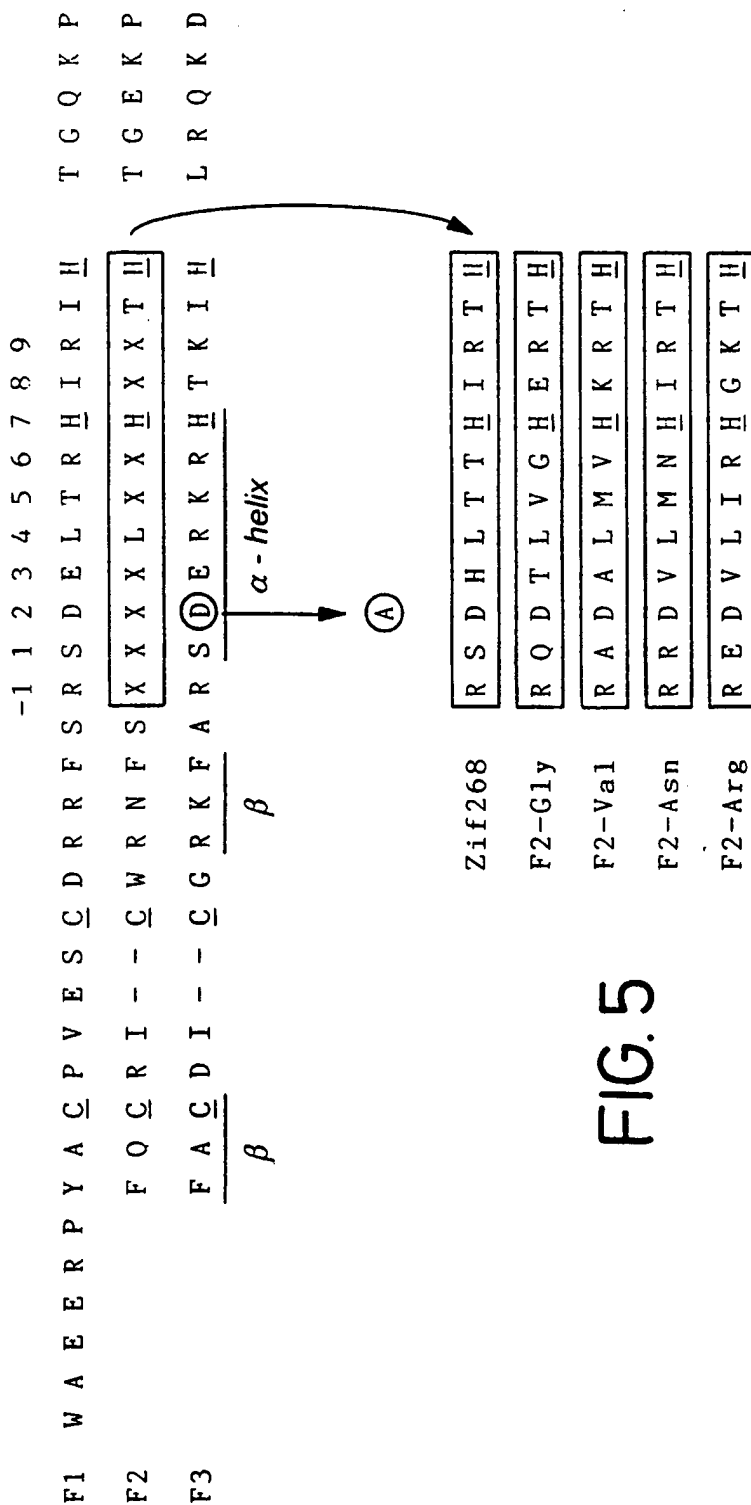 -1 1 2 3 4 5 6 7 8 9
F1 W A E E R P Y A C P V E S C D R R F S R S D E L T R H I R I H T G Q K P
F2 F Q C R I - - C W R N F S X X X X L X X H X X T H T G E K P
F3 F A C D I - - C G R K F A R S D E R K R H T K I H L R Q K D
β β α - helix
A
Zif268 R S D H L T T H I R T H
F2-Gly R Q D T L V G H E R T H
F2-Val R A D A L M V H K R T H
F2-Asn R R D V L M N H I R T H
F2-Arg R E D V L I R H G K T H
FIG. 5